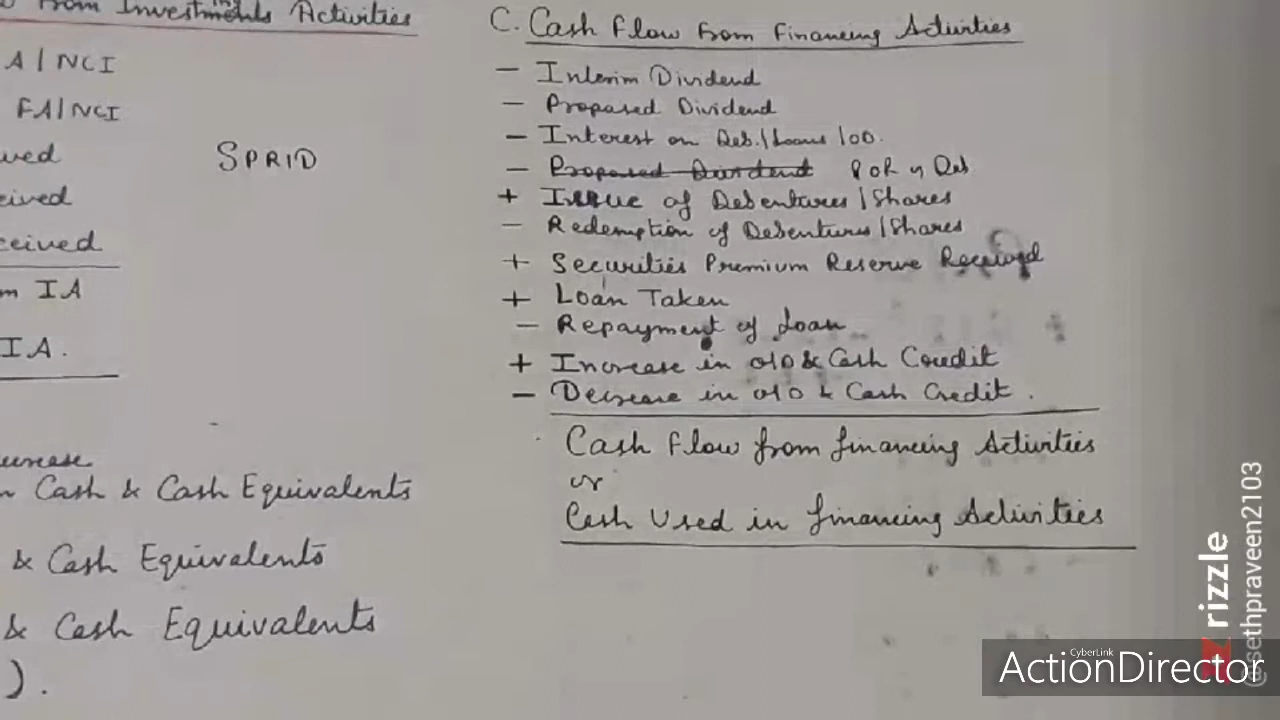 From Investments Activities
A/NCI
FA/NCI
ved
SPRID
eived
ceived
m IA
IA.
Cash & Cash Equivalents
& Cash Equivalents
& Cash Equivalents
).
C. Cash Flow From Financing Activities
- Interim Dividend
- Proposed Dividend
- Interest on Deb./Loans/OD.
- Proposed Dividend P on R of Deb
+ Issue of Debentures/Shares
- Redemption of Debentures/Shares
+ Securities Premium Reserve Received
+ Loan Taken
- Repayment of Loan
+ Increase in O/D & Cash Credit
- Decrease in O/D & Cash Credit.
Cash Flow from financing Activities
or
Cash Used in financing Activities
rizzle
@sethpraveen2103
CyberLink
ActionDirector